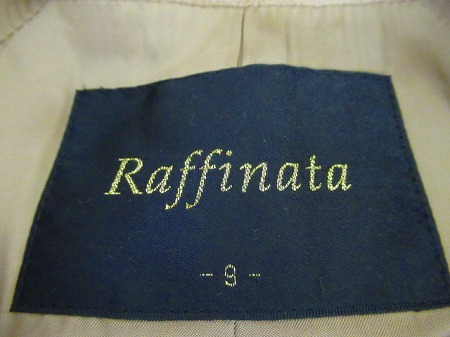 Raffinata
- 9 -